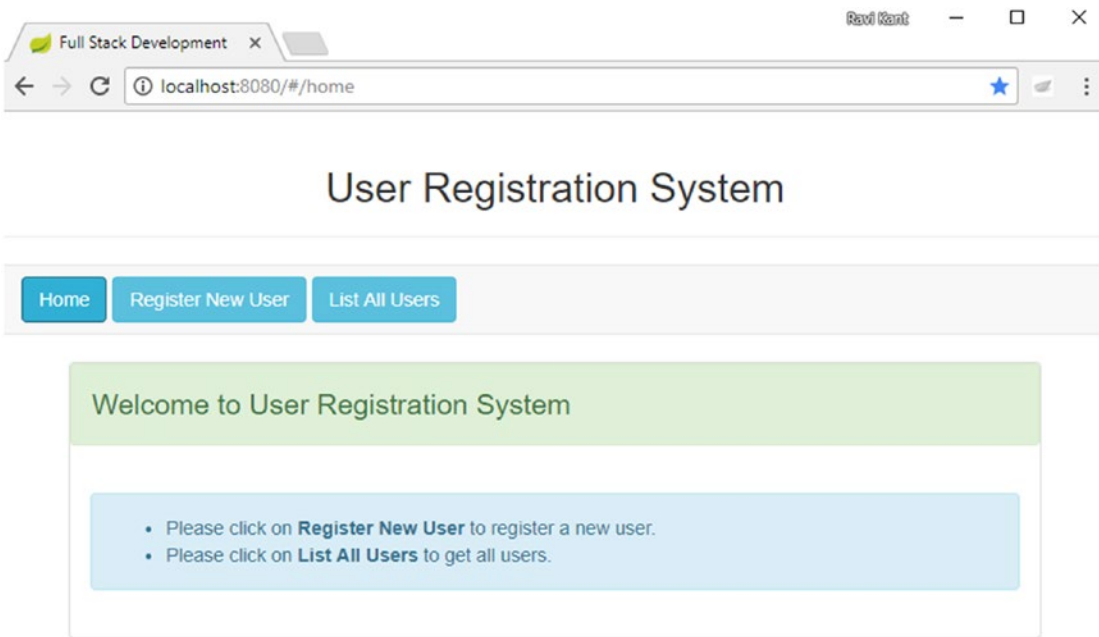 Ravi Kant
Full Stack Development
localhost:8080/#/home
User Registration System
Home
Register New User
List All Users
Welcome to User Registration System
• Please click on Register New User to register a new user.
• Please click on List All Users to get all users.